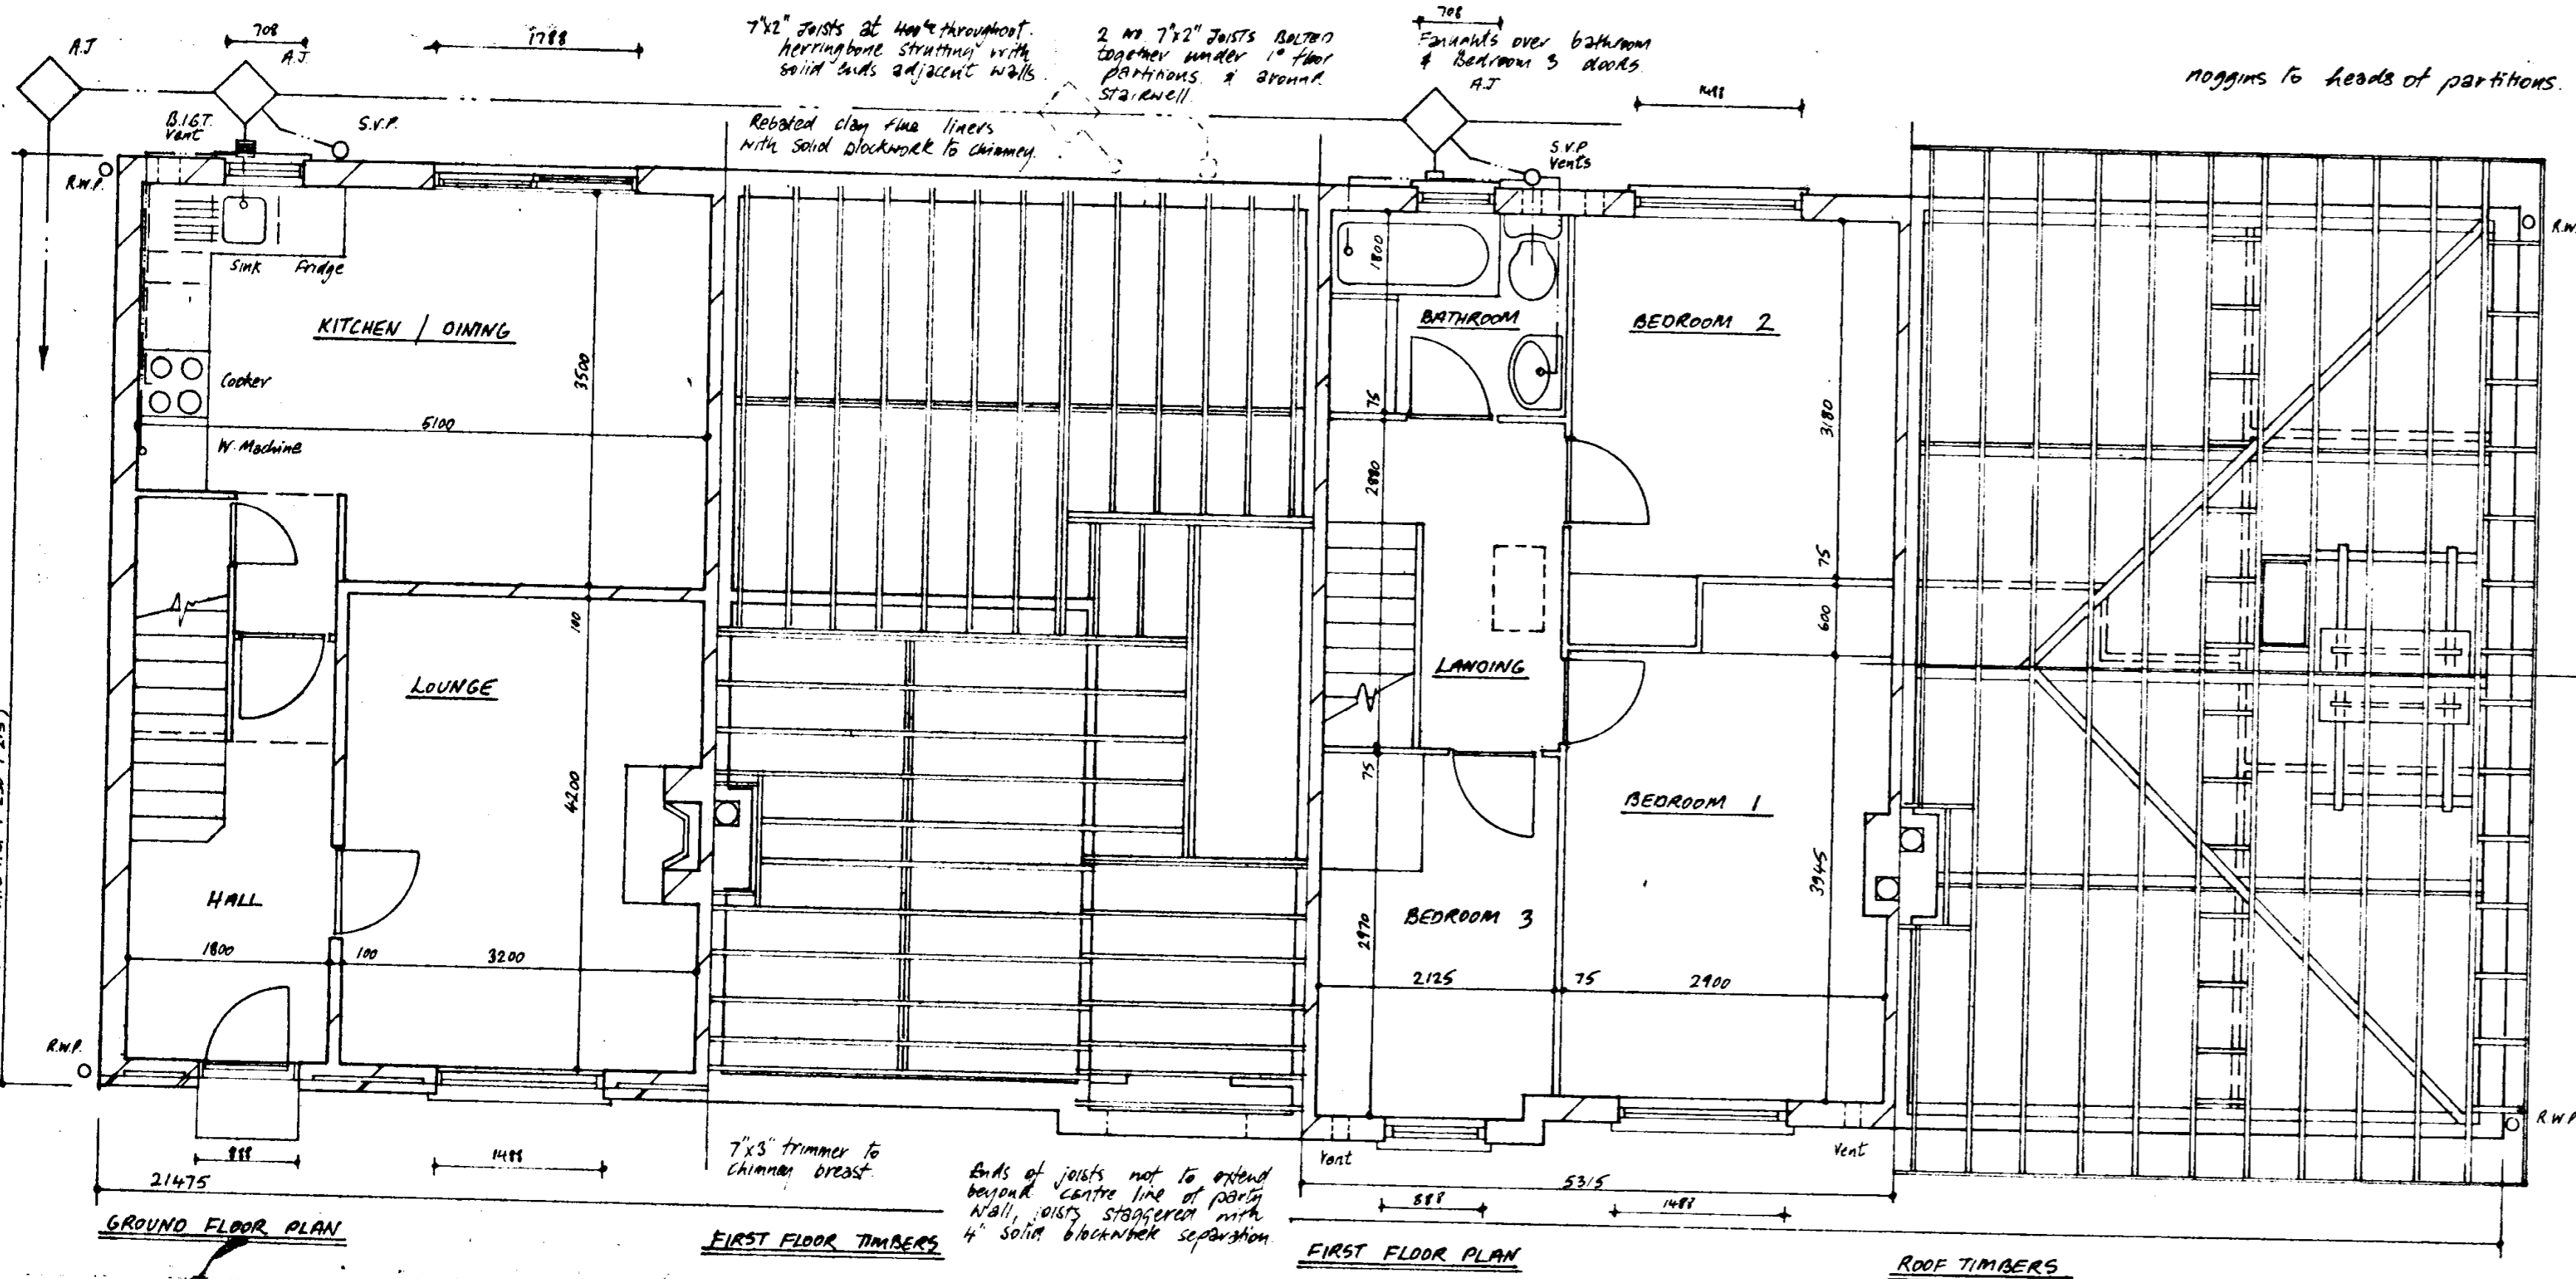 A.J
708
A.J.
1788
7"x2" Joists at 400% throughout.
herringbone strutting with
solid ends adjacent walls
2 no. 7"x2" JOISTS BOLTED
together under 1º floor
partitions. & around
stairwell.
708
Fanlights over bathroom
& Bedroom 3 doors.
A.J
1488
noggins to heads of partitions.
B.I.G.T.
Vent
S.V.P.
Rebated clay flue liners
with solid blockwork to chimney.
S.V.P
Vents
R.W.P.
R.W.
Sink Fridge
KITCHEN / DINING
3500
Cooker
5100
W. Machine
1800
BATHROOM
BEDROOM 2
75
3180
2880
75
100
600
LOUNGE
LANDING
4200
75
BEDROOM 1
3945
HALL
BEDROOM 3
2970
1800
100
3200
2125
75
2900
R.W.P.
R.W.P
888
1488
7"x3" trimmer to
chimney breast.
Ends of joists not to extend
beyond centre line of party
wall, joists staggered with
4" solid blockwork separation.
Vent
Vent
21475
5315
888
1488
GROUND FLOOR PLAN
FIRST FLOOR TIMBERS
FIRST FLOOR PLAN
ROOF TIMBERS